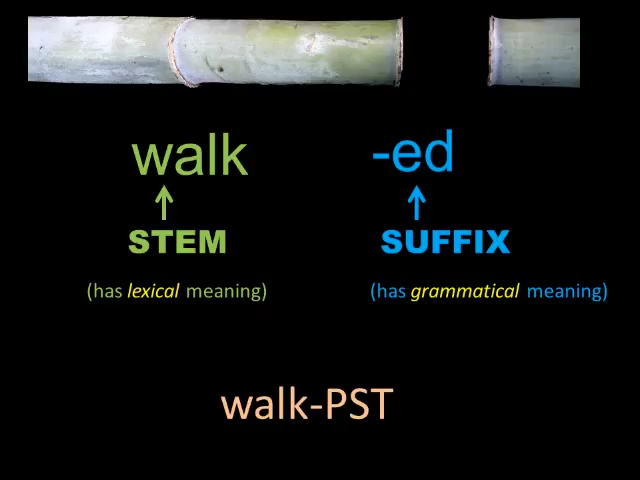 walk -ed
STEM SUFFIX
(has lexical meaning) (has grammatical meaning)
walk-PST